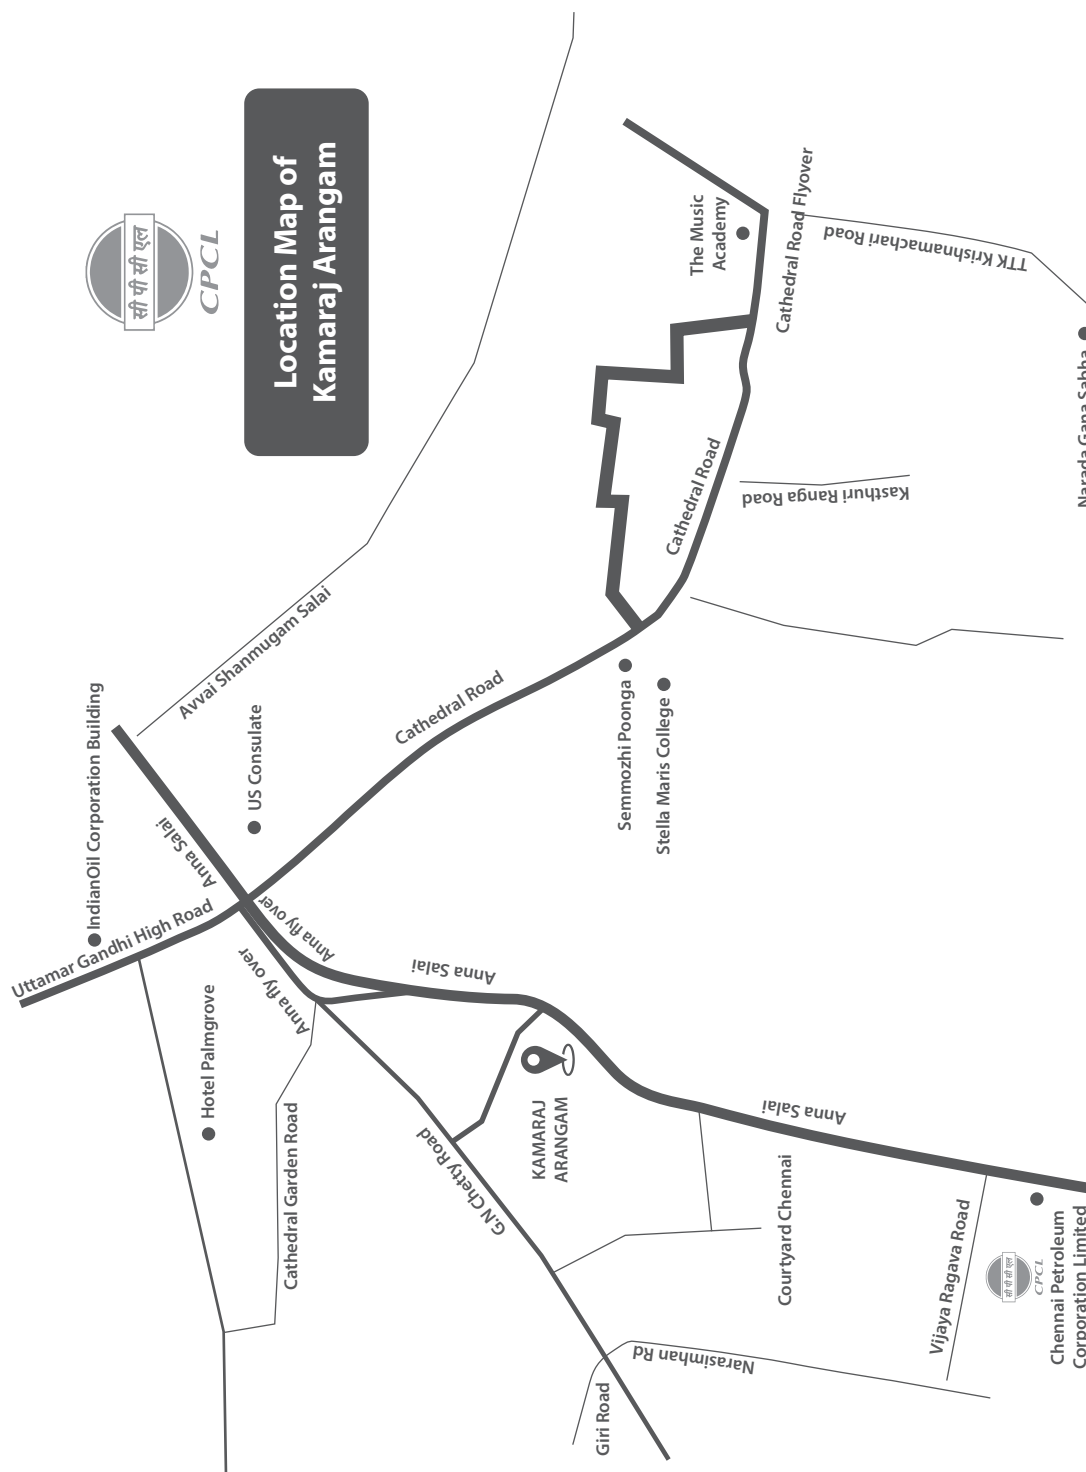 सी पी सी एल
CPCL
Location Map of
Kamaraj Arangam
The Music
Academy
Cathedral Road Flyover
TTK Krishnamachari Road
Narada Gana Sabha
Cathedral Road
Kasthuri Ranga Road
Avvai Shanmugam Salai
IndianOil Corporation Building
US Consulate
Cathedral Road
Semmozhi Poonga
Stella Maris College
Anna Salai
Uttamar Gandhi High Road
Anna fly over
Anna fly over
Anna Salai
Hotel Palmgrove
Cathedral Garden Road
G.N Chetty Road
KAMARAJ
ARANGAM
Anna Salai
Courtyard Chennai
Vijaya Ragava Road
सी पी सी एल
CPCL
Chennai Petroleum
Corporation Limited
Narasimhan Rd
Giri Road